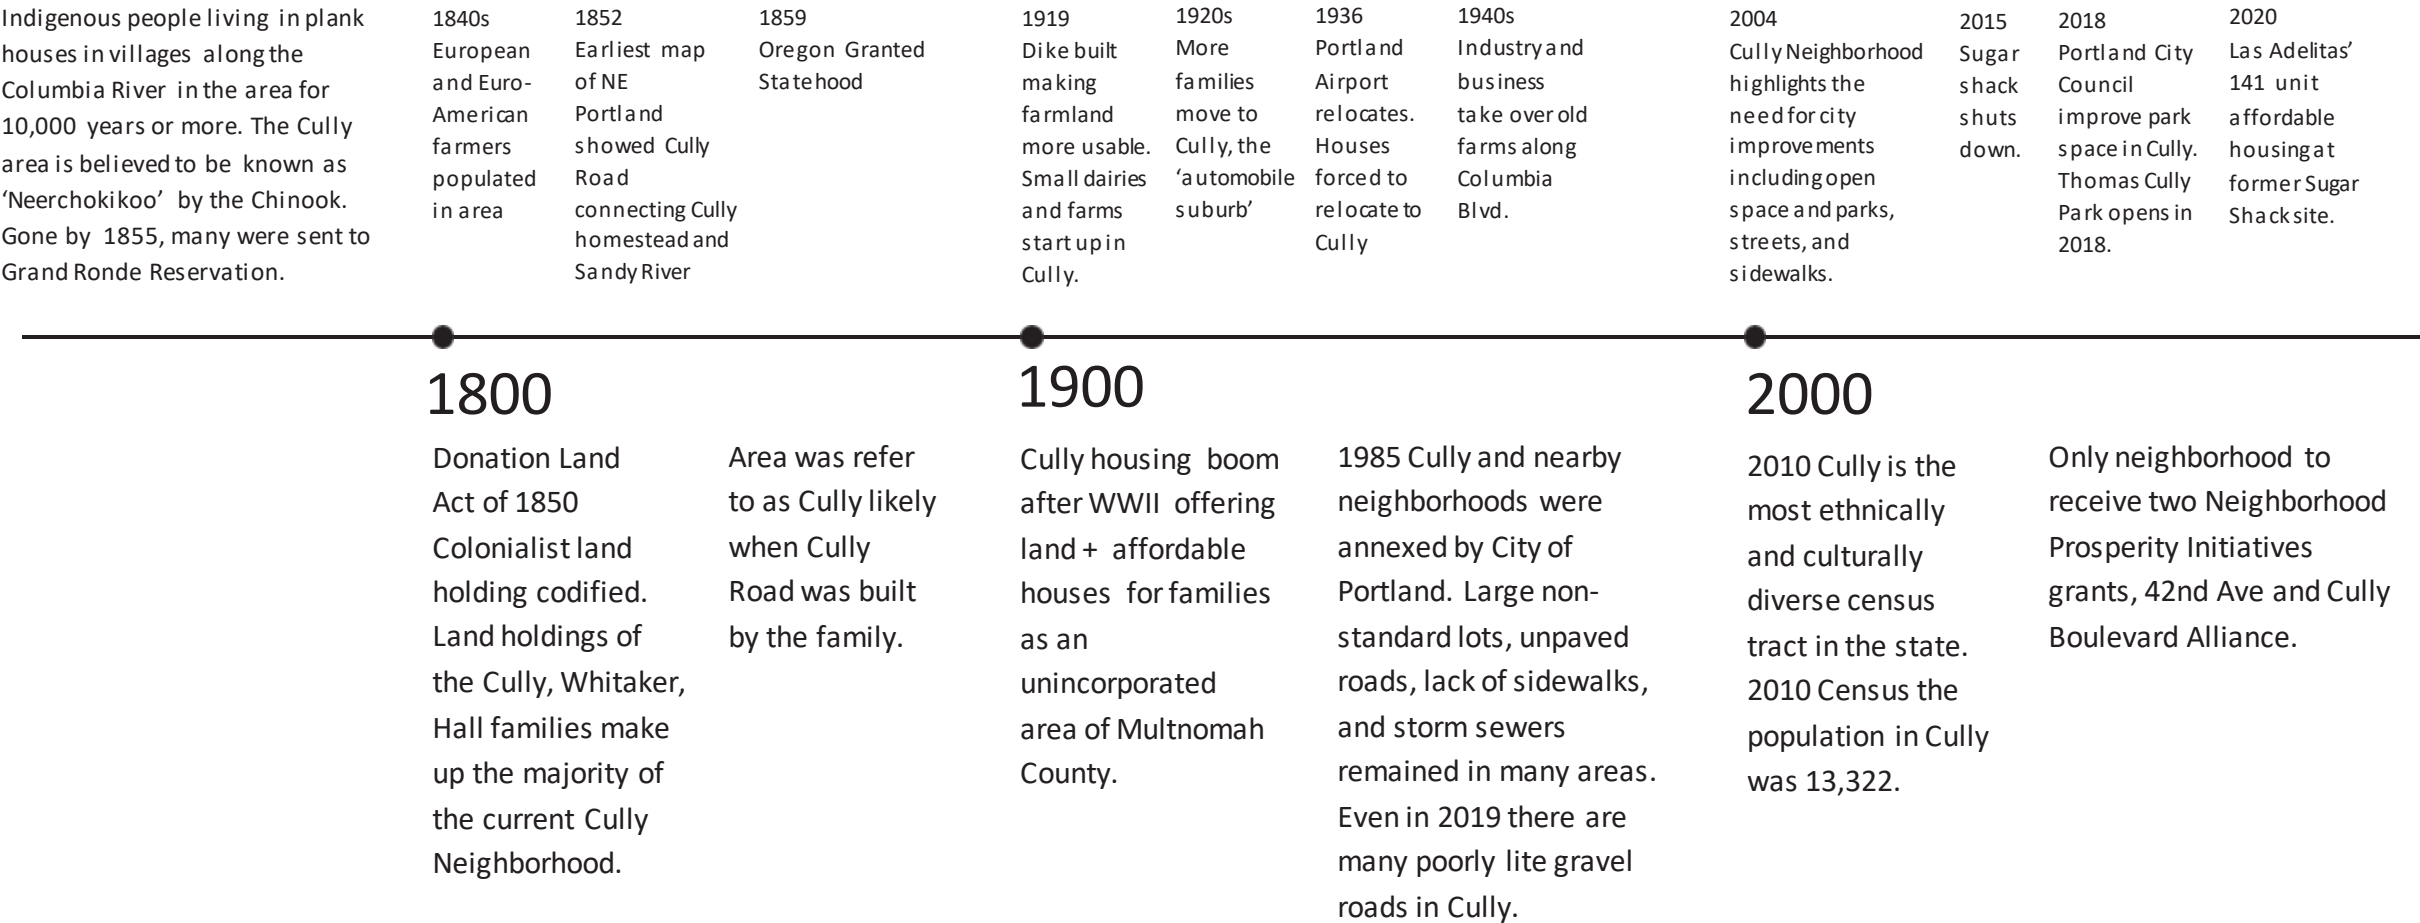 Indigenous people living in plank
houses in villages along the
Columbia River in the area for
10,000 years or more. The Cully
area is believed to be known as
‘Neerchokikoo’ by the Chinook.
Gone by 1855, many were sent to
Grand Ronde Reservation.
1840s
European
and Euro-
American
farmers
populated
in area
1852
Earliest map
of NE
Portland
showed Cully
Road
connecting Cully
homestead and
Sandy River
1859
Oregon Granted
Statehood
1919
Dike built
making
farmland
more usable.
Small dairies
and farms
start up in
Cully.
1920s
More
families
move to
Cully, the
‘automobile
suburb’
1936
Portland
Airport
relocates.
Houses
forced to
relocate to
Cully
1940s
Industry and
business
take over old
farms along
Columbia
Blvd.
2004
Cully Neighborhood
highlights the
need for city
improvements
including open
space and parks,
streets, and
sidewalks.
2015
Sugar
shack
shuts
down.
2018
Portland City
Council
improve park
space in Cully.
Thomas Cully
Park opens in
2018.
2020
Las Adelitas’
141 unit
affordable
housing at
former Sugar
Shack site.
1800
1900
2000
Donation Land
Act of 1850
Colonialist land
holding codified.
Land holdings of
the Cully, Whitaker,
Hall families make
up the majority of
the current Cully
Neighborhood.
Area was refer
to as Cully likely
when Cully
Road was built
by the family.
Cully housing boom
after WWII offering
land + affordable
houses for families
as an
unincorporated
area of Multnomah
County.
1985 Cully and nearby
neighborhoods were
annexed by City of
Portland. Large non-
standard lots, unpaved
roads, lack of sidewalks,
and storm sewers
remained in many areas.
Even in 2019 there are
many poorly lite gravel
roads in Cully.
2010 Cully is the
most ethnically
and culturally
diverse census
tract in the state.
2010 Census the
population in Cully
was 13,322.
Only neighborhood to
receive two Neighborhood
Prosperity Initiatives
grants, 42nd Ave and Cully
Boulevard Alliance.